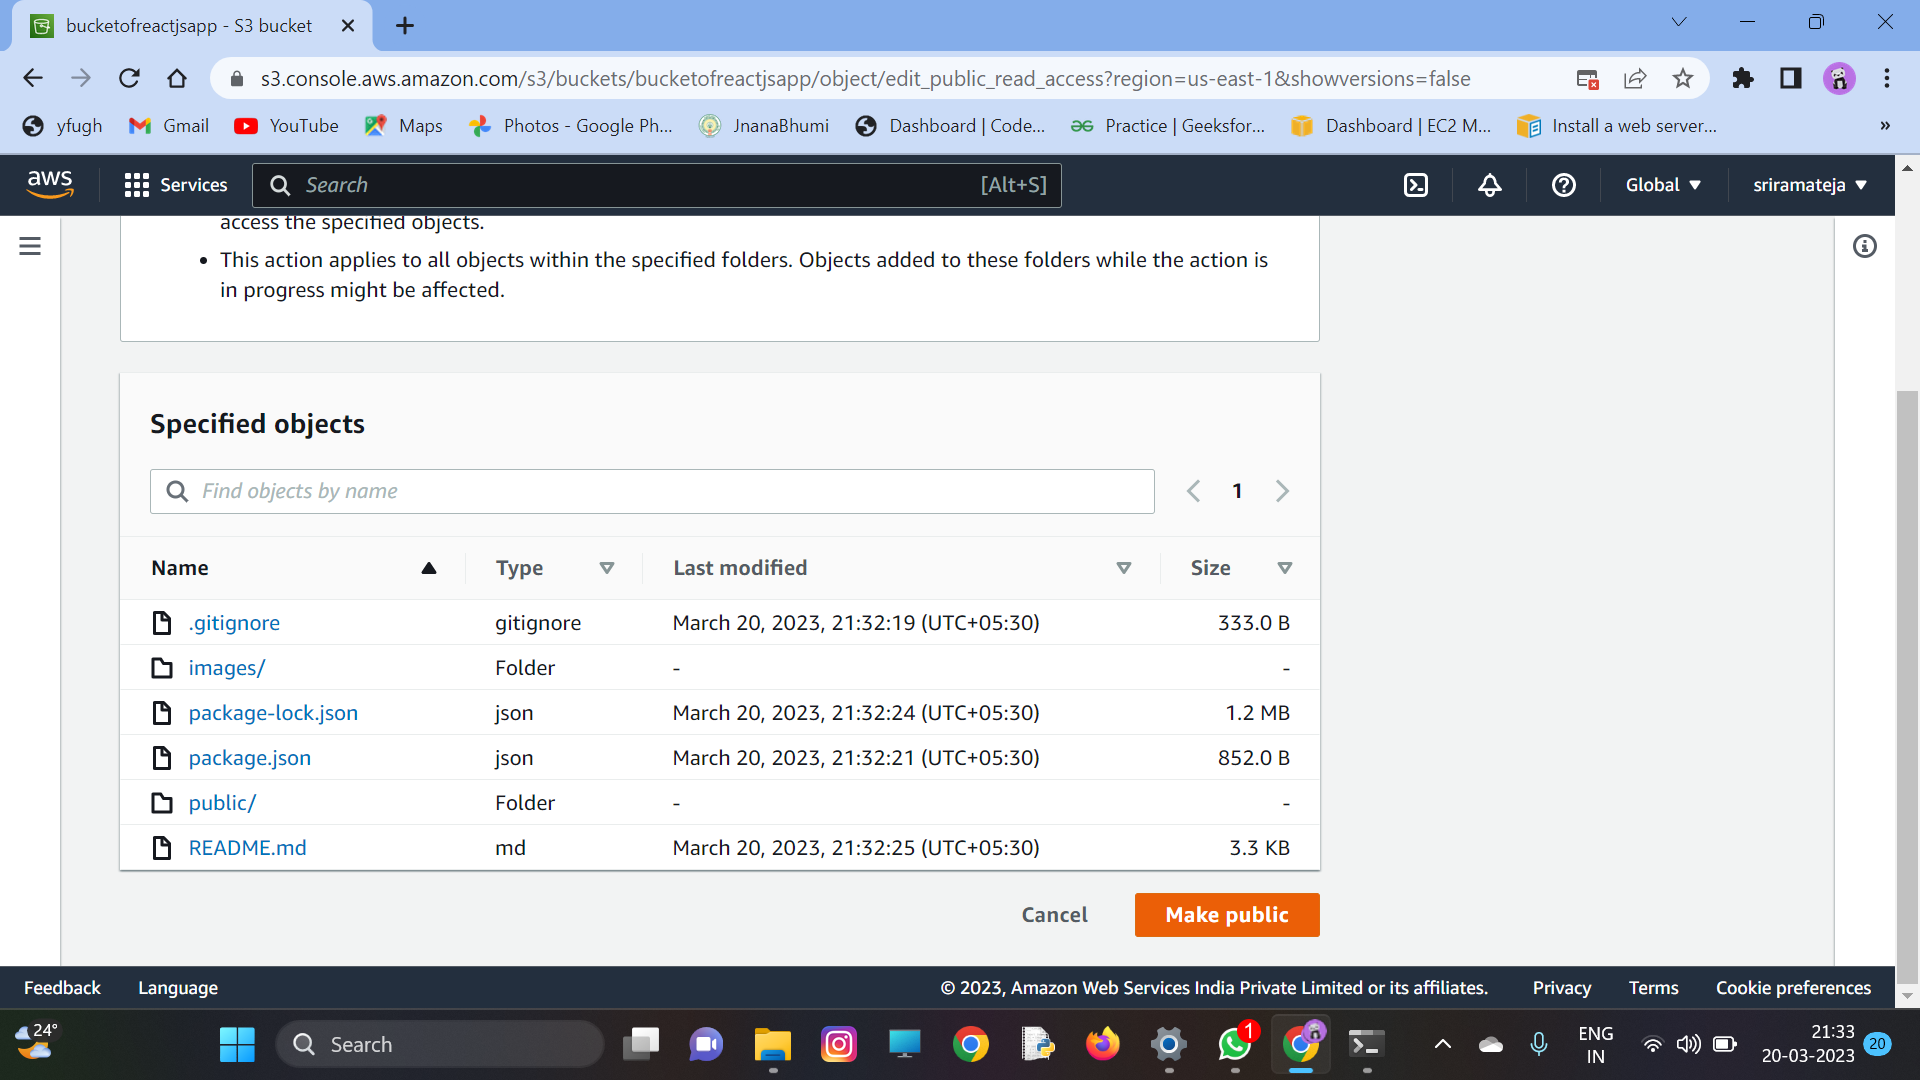 bucketofreactjsapp - S3 bucket
s3.console.aws.amazon.com/s3/buckets/bucketofreactjsapp/object/edit_public_read_access?region=us-east-1&showversions=false
yfugh Gmail YouTube Maps Photos - Google Ph... JnanaBhumi Dashboard | Code... Practice | Geeksfor... Dashboard | EC2 M... Install a web server... »
aws Services Search [Alt+S] Global sriramateja
access the specified objects.
• This action applies to all objects within the specified folders. Objects added to these folders while the action is
in progress might be affected.
Specified objects
Find objects by name 1
Name Type Last modified Size
.gitignore gitignore March 20, 2023, 21:32:19 (UTC+05:30) 333.0 B
images/ Folder - -
package-lock.json json March 20, 2023, 21:32:24 (UTC+05:30) 1.2 MB
package.json json March 20, 2023, 21:32:21 (UTC+05:30) 852.0 B
public/ Folder - -
README.md md March 20, 2023, 21:32:25 (UTC+05:30) 3.3 KB
Cancel Make public
Feedback Language © 2023, Amazon Web Services India Private Limited or its affiliates. Privacy Terms Cookie preferences
24° Search 1 ENG 21:33
IN 20-03-2023 20